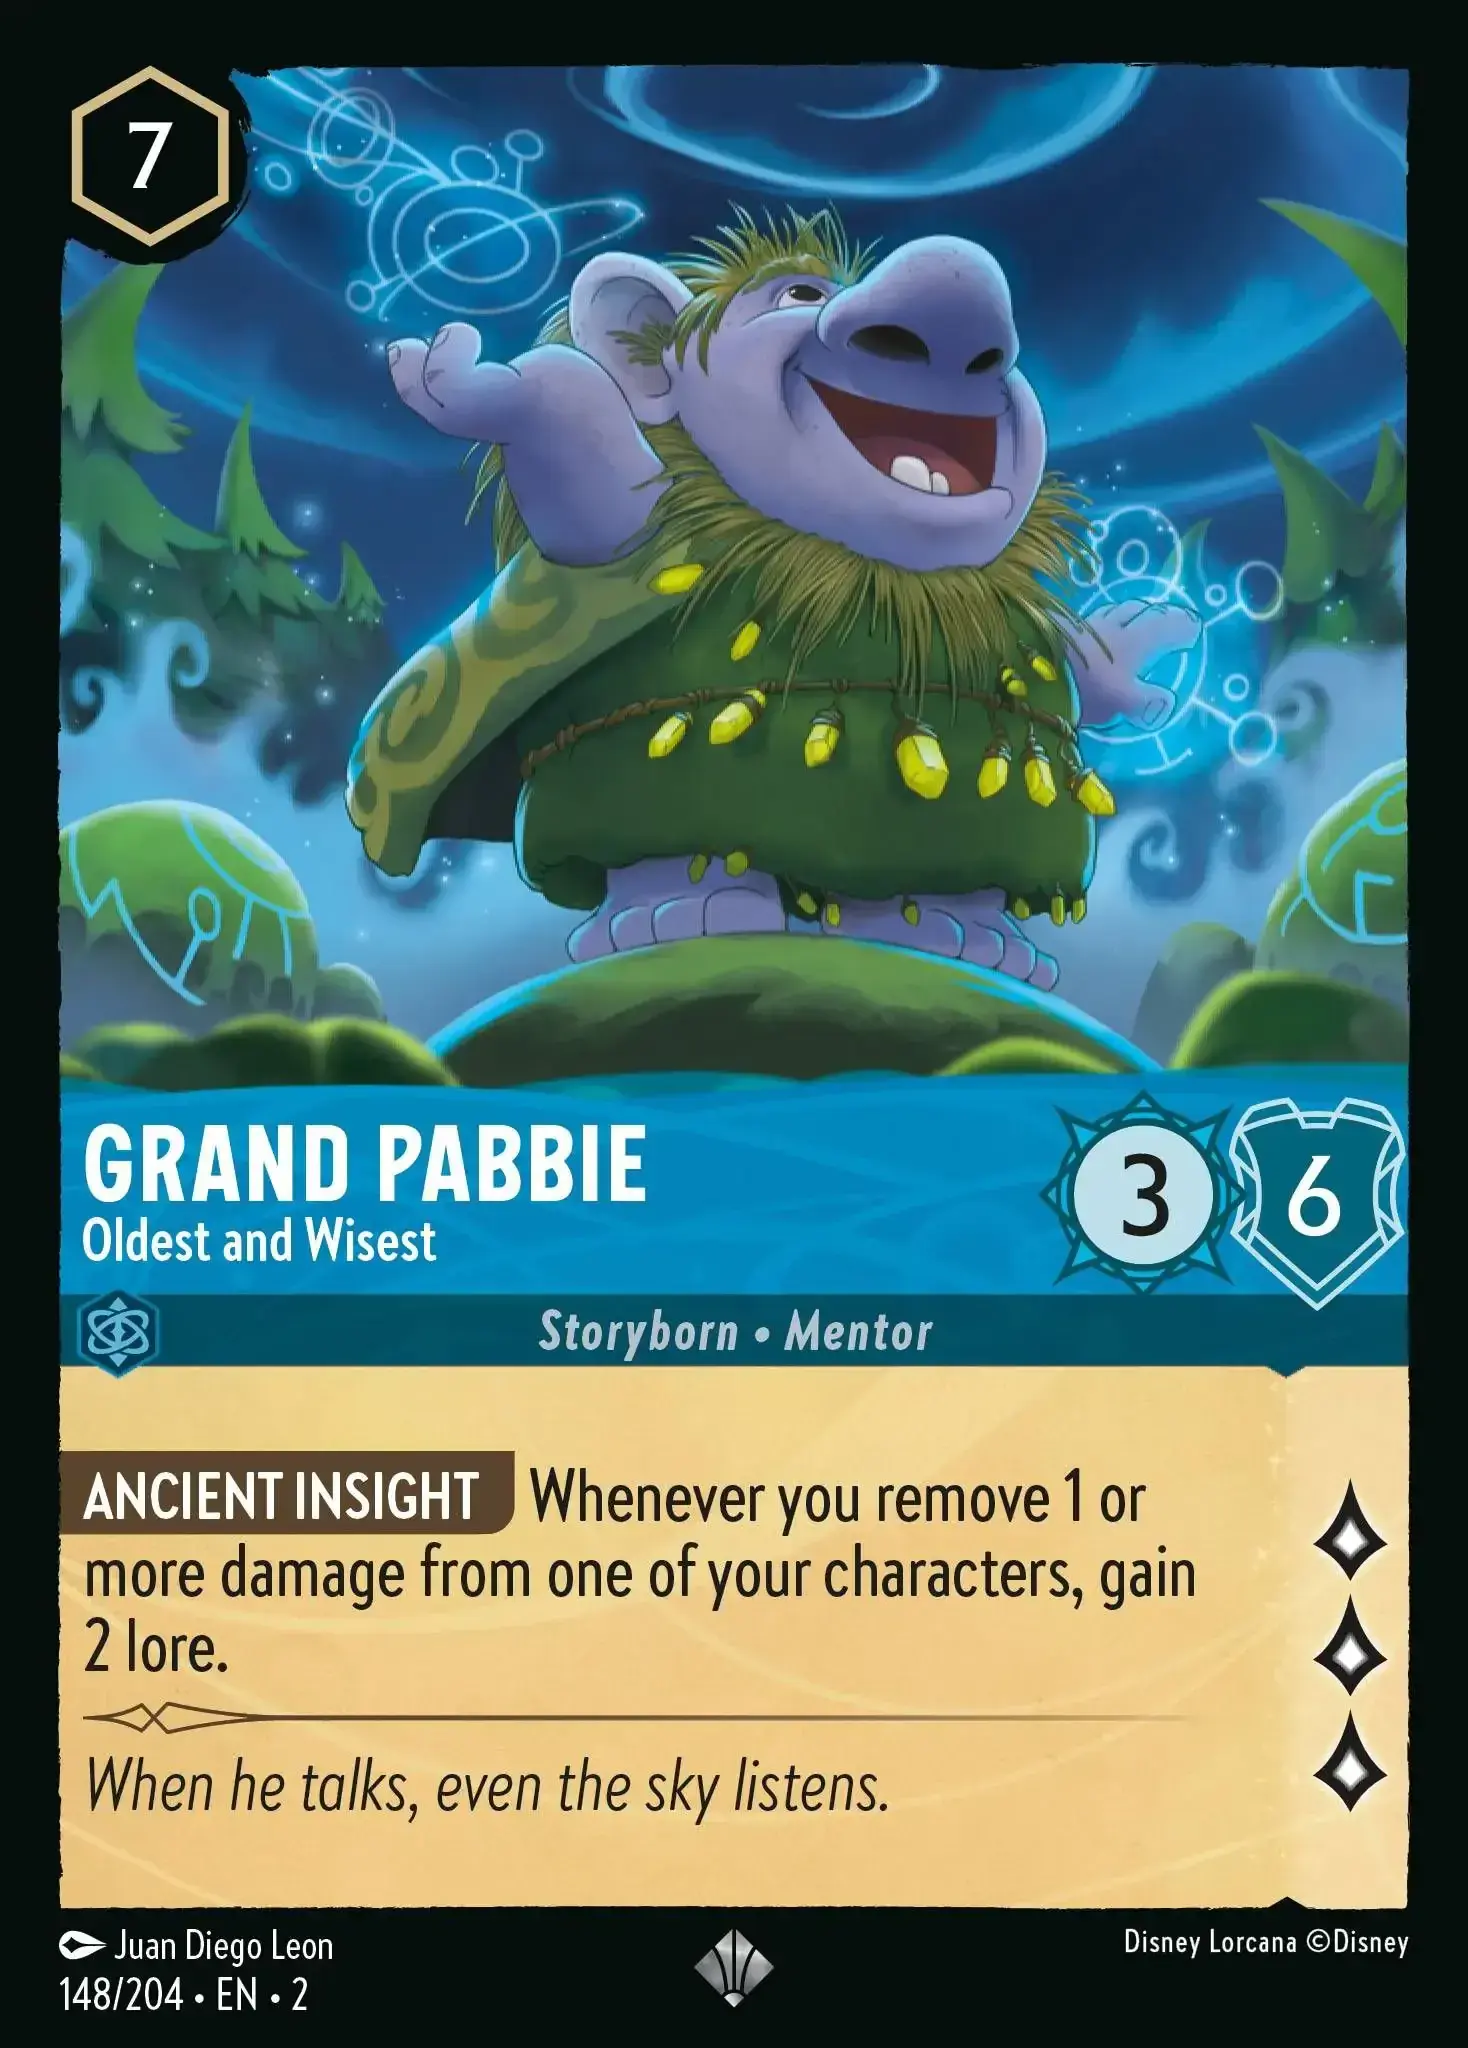 7
GRAND PABBIE
Oldest and Wisest
3
6
Storyborn • Mentor
ANCIENT INSIGHT Whenever you remove 1 or
more damage from one of your characters, gain
2 lore.
When he talks, even the sky listens.
Juan Diego Leon
148/204 • EN • 2
Disney Lorcana ©Disney